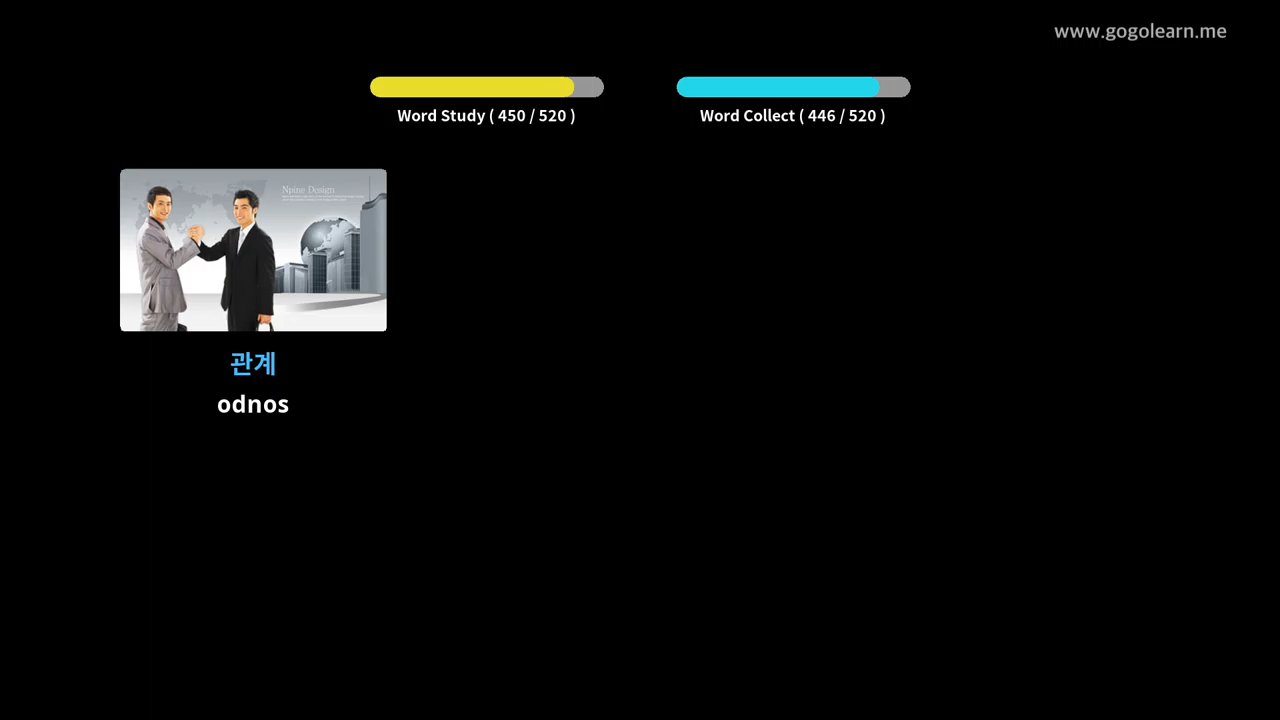 www.gogolearn.me
Word Study ( 450 / 520 )
Word Collect ( 446 / 520 )
Npine Design
관계
odnos